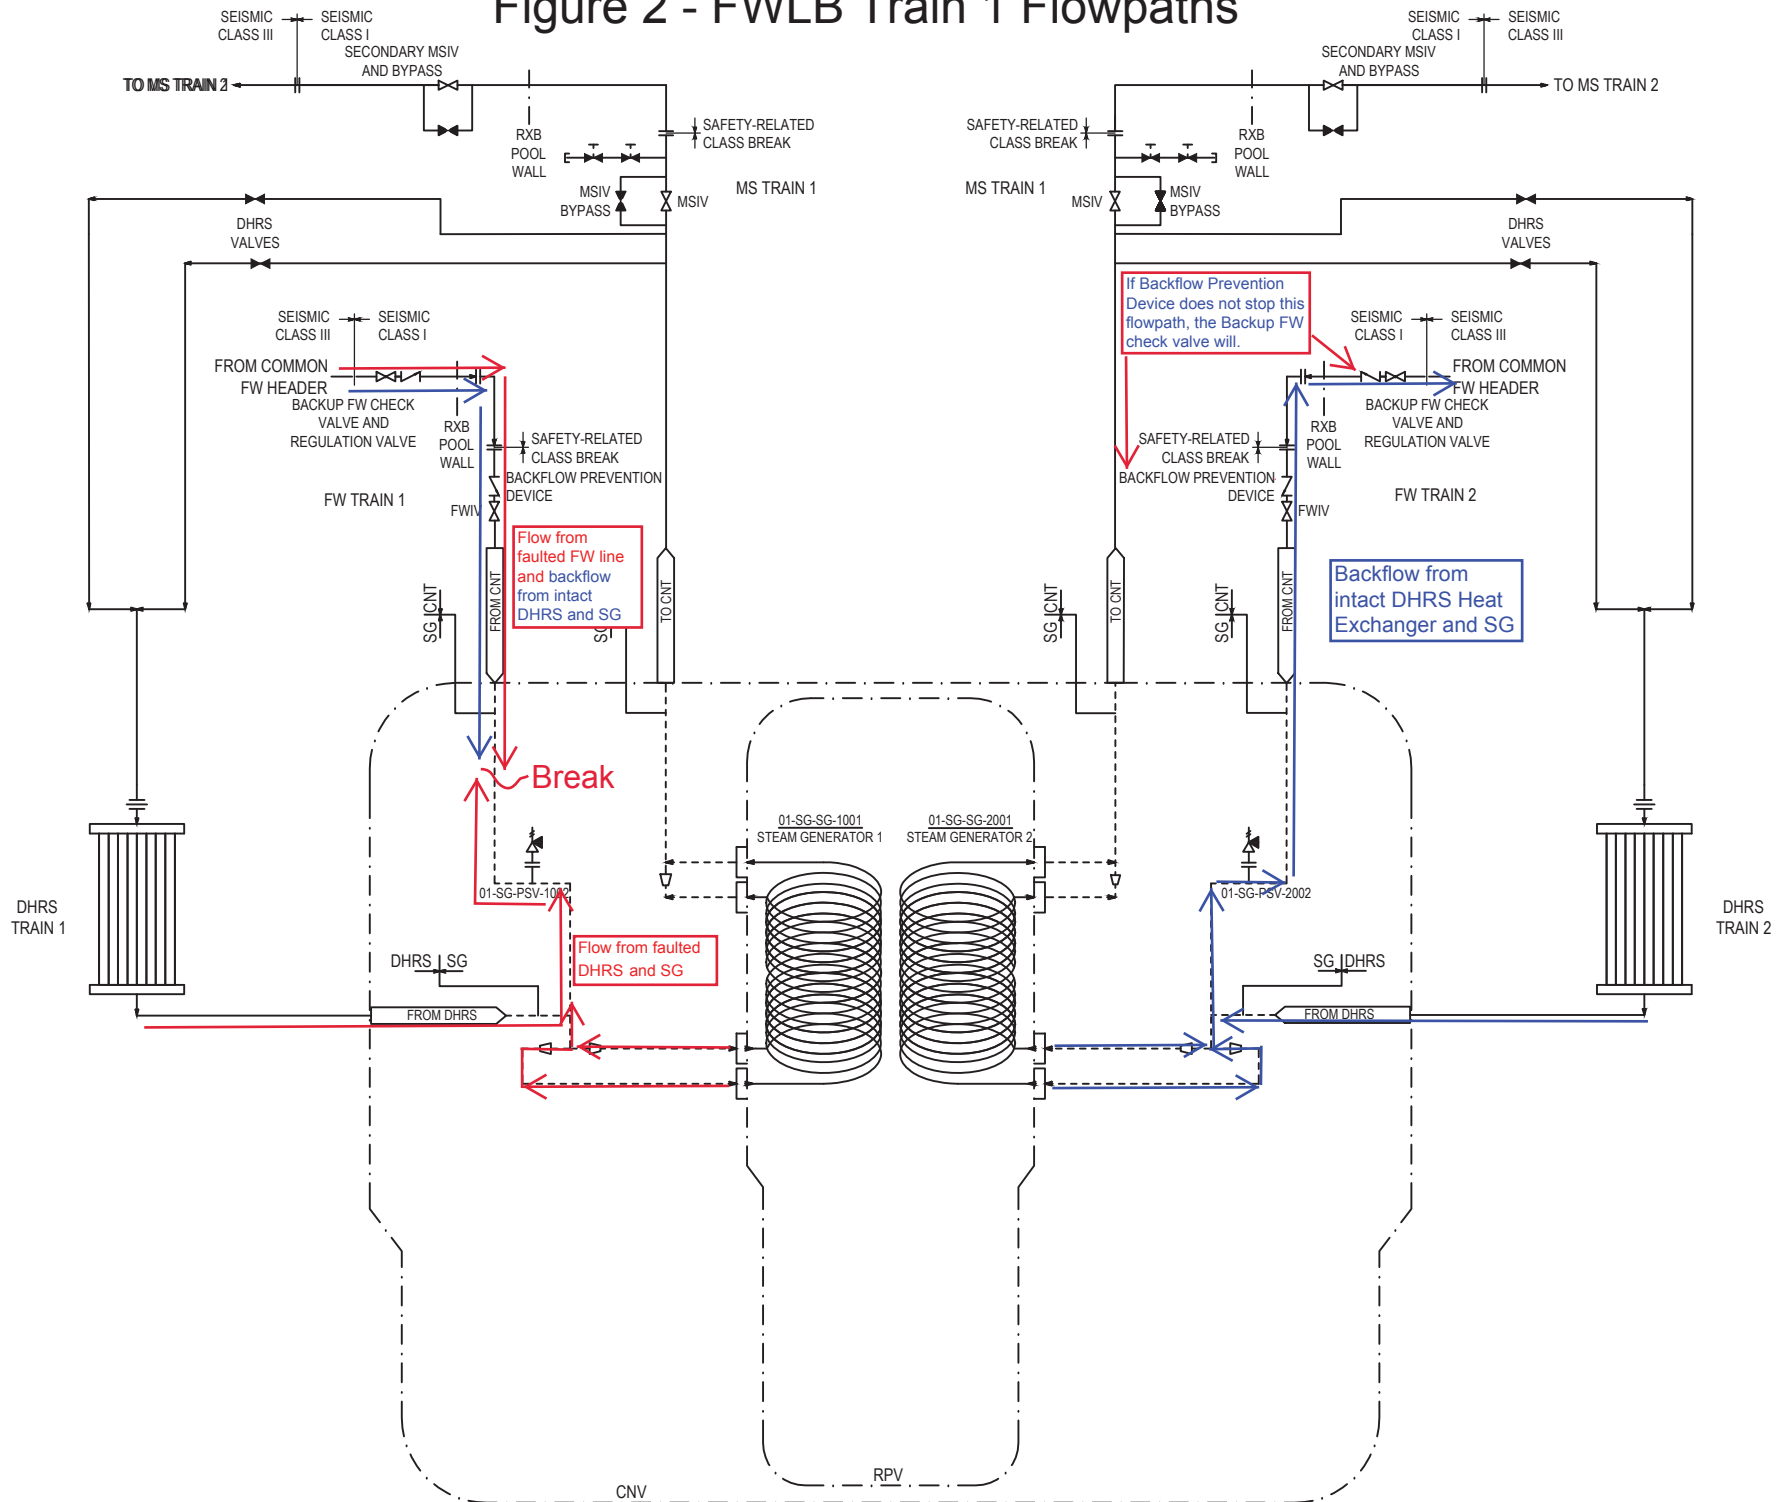 Figure 2 - FWLB Train 1 Flowpaths
SEISMIC
CLASS III
SEISMIC
CLASS I
SECONDARY MSIV
AND BYPASS
TO MS TRAIN
RXB
POOL
WALL
SAFETY-RELATED
CLASS BREAK
MSIV
BYPASS
MSIV
MS TRAIN 1
SEISMIC
CLASS I
SEISMIC
CLASS III
SECONDARY MSIV
AND BYPASS
TO MS TRAIN 2
SAFETY-RELATED
CLASS BREAK
RXB
POOL
WALL
MS TRAIN 1
MSIV
MSIV
BYPASS
DHRS
VALVES
DHRS
VALVES
SEISMIC
CLASS III
SEISMIC
CLASS I
FROM COMMON
FW HEADER
BACKUP FW CHECK
VALVE AND
REGULATION VALVE
RXB
POOL
WALL
SAFETY-RELATED
CLASS BREAK
BACKFLOW PREVENTION
DEVICE
FW TRAIN 1
FWIV
If Backflow Prevention
Device does not stop this
flowpath, the Backup FW
check valve will.
SEISMIC
CLASS I
SEISMIC
CLASS III
FROM COMMON
FW HEADER
BACKUP FW CHECK
VALVE AND
REGULATION VALVE
SAFETY-RELATED
CLASS BREAK
RXB
POOL
WALL
BACKFLOW PREVENTION
DEVICE
FW TRAIN 2
FWIV
Flow from
faulted FW line
and backflow
from intact
DHRS and SG
Backflow from
intact DHRS Heat
Exchanger and SG
SG CNT
FROM CNT
TO CNT
SG CNT
TO CNT
SG CNT
FROM CNT
Break
01-SG-SG-1001
STEAM GENERATOR 1
01-SG-SG-2001
STEAM GENERATOR 2
01-SG-PSV-2002
DHRS
TRAIN 1
DHRS
TRAIN 2
Flow from faulted
DHRS and SG
DHRS SG
FROM DHRS
SG DHRS
FROM DHRS
RPV
CNV